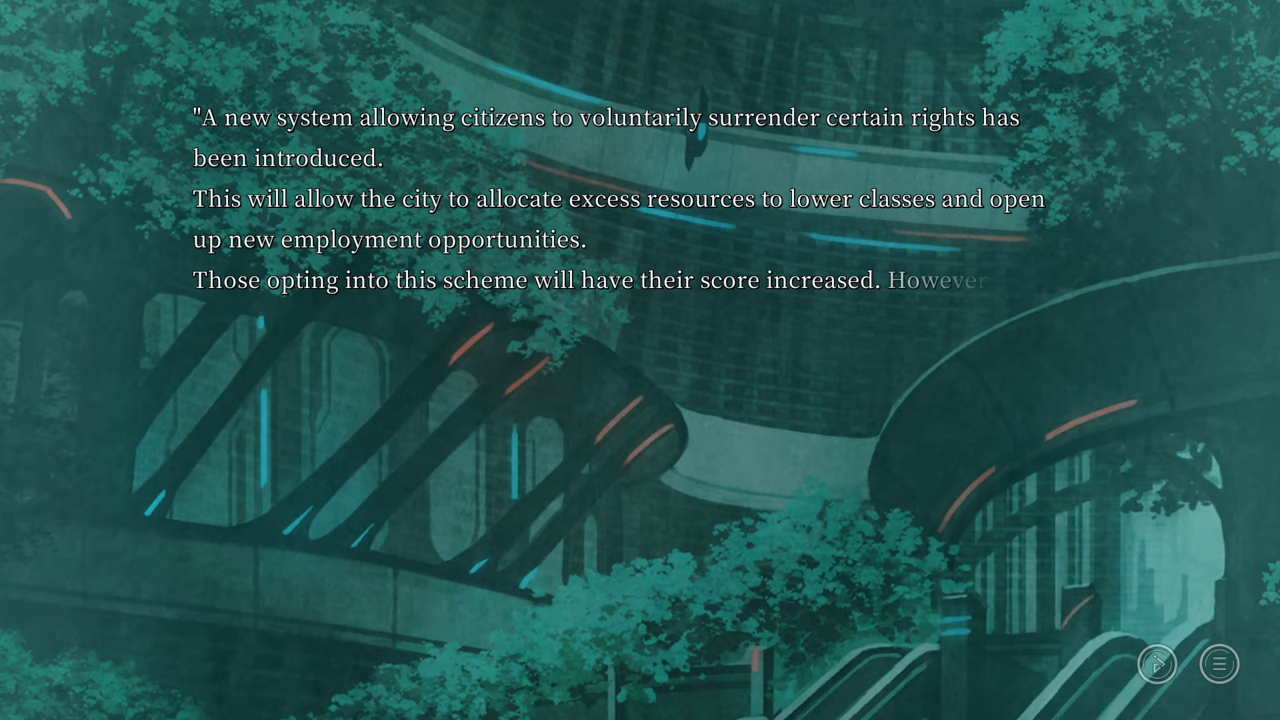 "A new system allowing citizens to voluntarily surrender certain rights has
been introduced.
This will allow the city to allocate excess resources to lower classes and open
up new employment opportunities.
Those opting into this scheme will have their score increased. However